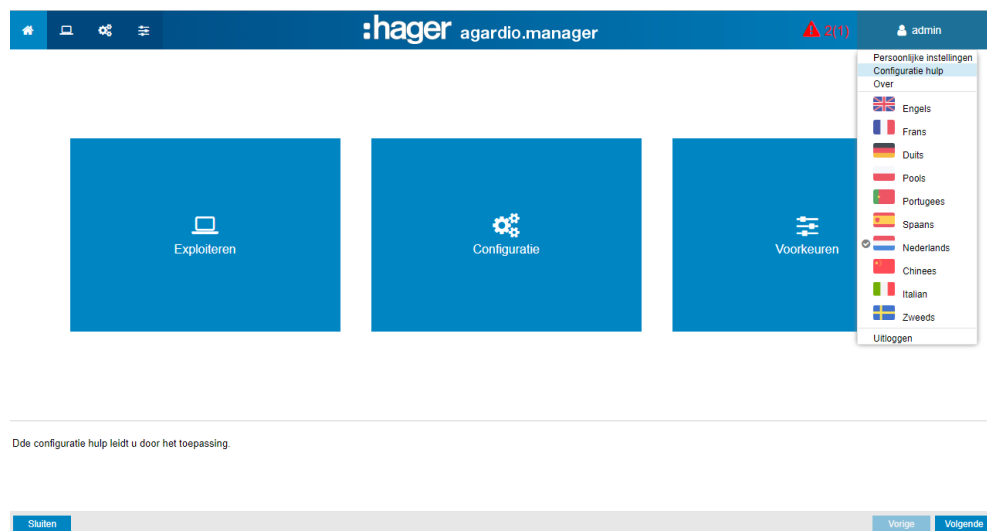 :hager agardio.manager
2(1)
admin
Persoonlijke instellingen
Configuratie hulp
Over
Engels
Frans
Duits
Pools
Portugees
Spaans
Nederlands
Chinees
Italian
Zweeds
Uitloggen
Exploiteren
Configuratie
Voorkeuren
Dde configuratie hulp leidt u door het toepassing.
Sluiten
Vorige
Volgende